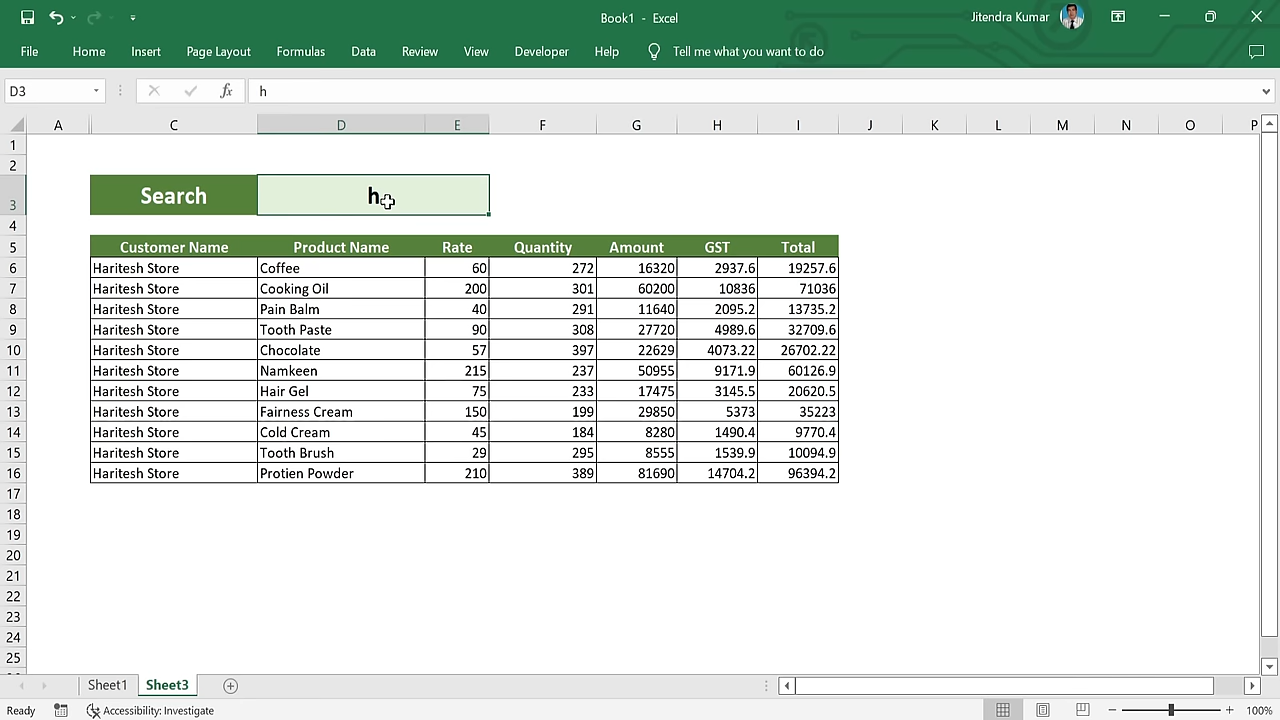 Book1 - Excel
Jitendra Kumar
File Home Insert Page Layout Formulas Data Review View Developer Help Tell me what you want to do
D3 fx h
A C D E F G H I J K L M N O P
1
2
3 Search h
4
5 Customer Name Product Name Rate Quantity Amount GST Total
6 Haritesh Store Coffee 60 272 16320 2937.6 19257.6
7 Haritesh Store Cooking Oil 200 301 60200 10836 71036
8 Haritesh Store Pain Balm 40 291 11640 2095.2 13735.2
9 Haritesh Store Tooth Paste 90 308 27720 4989.6 32709.6
10 Haritesh Store Chocolate 57 397 22629 4073.22 26702.22
11 Haritesh Store Namkeen 215 237 50955 9171.9 60126.9
12 Haritesh Store Hair Gel 75 233 17475 3145.5 20620.5
13 Haritesh Store Fairness Cream 150 199 29850 5373 35223
14 Haritesh Store Cold Cream 45 184 8280 1490.4 9770.4
15 Haritesh Store Tooth Brush 29 295 8555 1539.9 10094.9
16 Haritesh Store Protien Powder 210 389 81690 14704.2 96394.2
17
18
19
20
21
22
23
24
25
Sheet1 Sheet3
Ready Accessibility: Investigate 100%